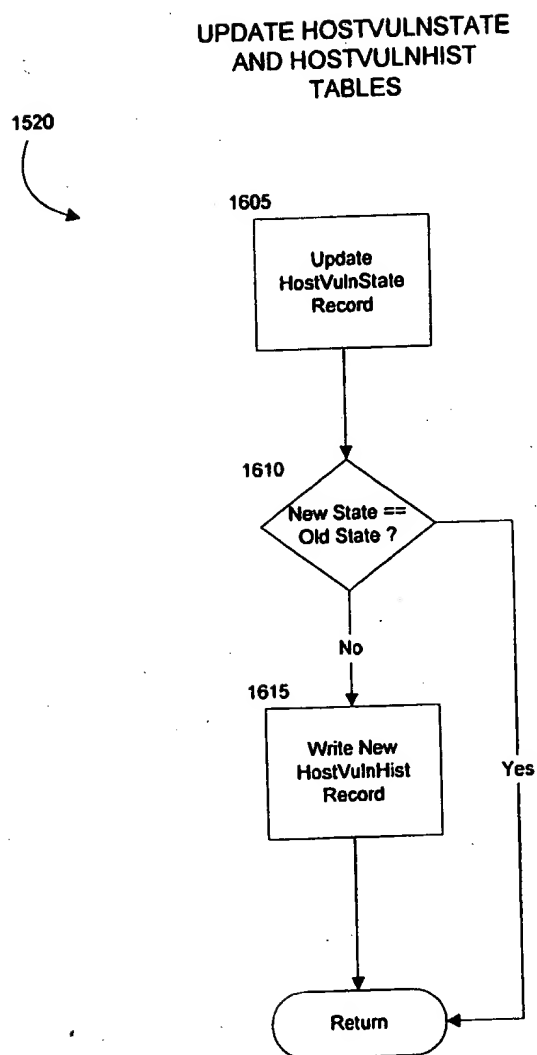 UPDATE HOSTVULNSTATE
AND HOSTVULNHIST
TABLES
1520
1605
Update
HostVulnState
Record
1610
New State ==
Old State ?
No
1615
Write New
HostVulnHist
Record
Yes
Return